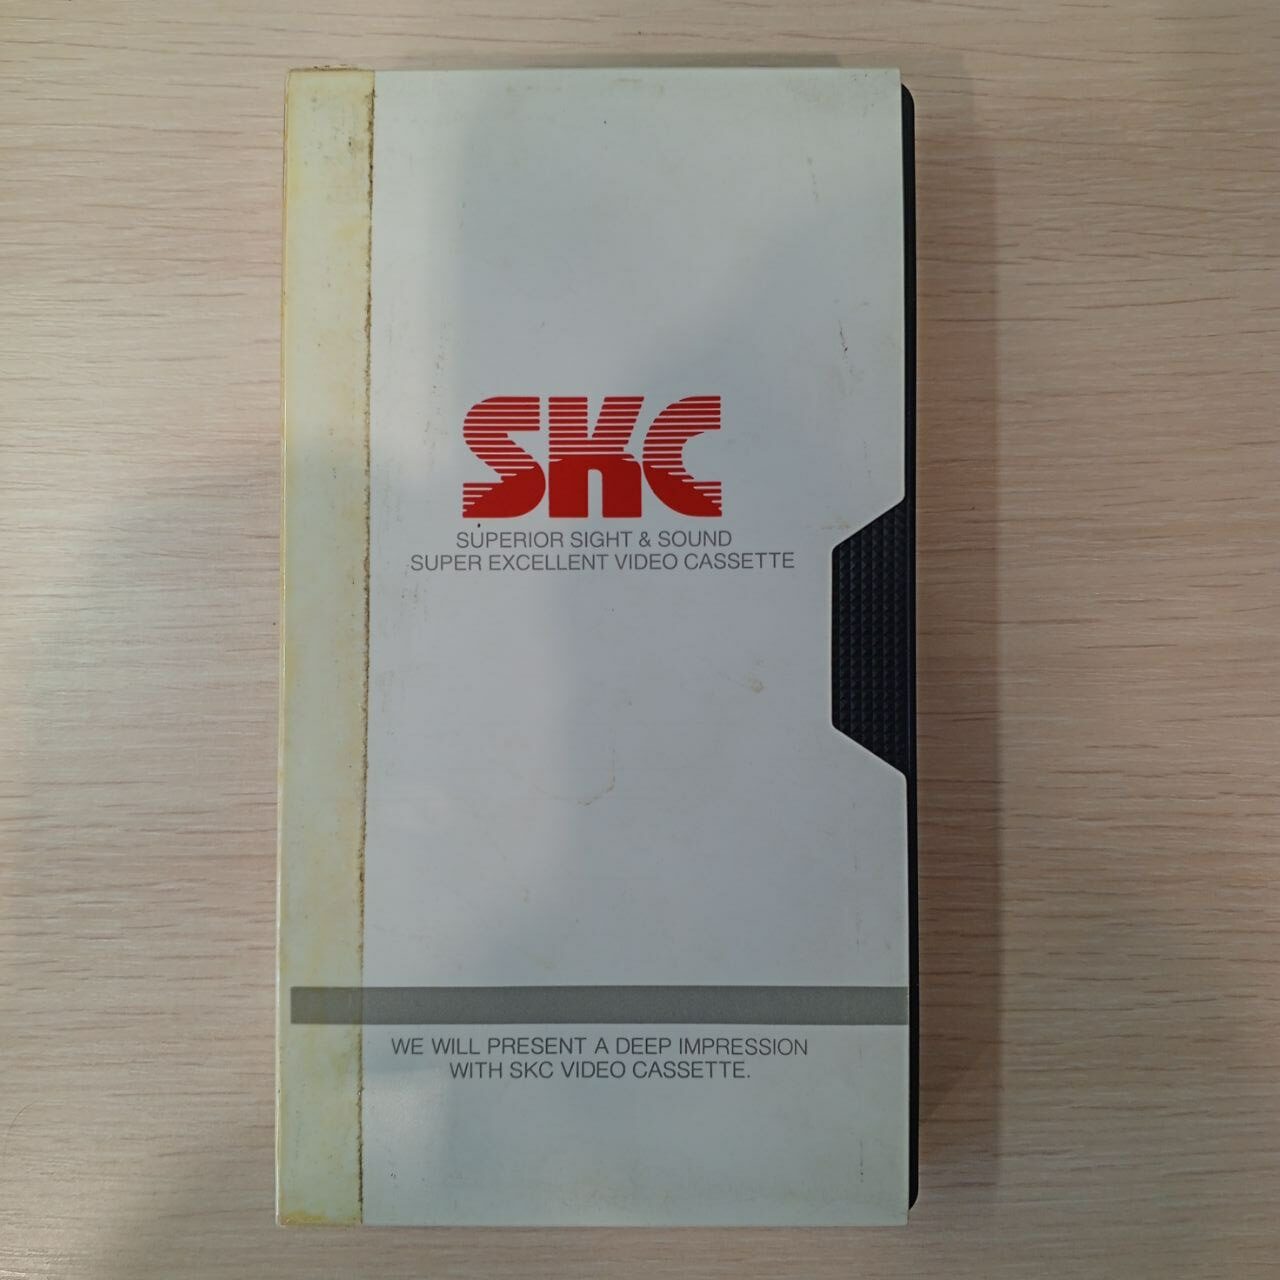 SKC
SUPERIOR SIGHT & SOUND
SUPER EXCELLENT VIDEO CASSETTE
WE WILL PRESENT A DEEP IMPRESSION
WITH SKC VIDEO CASSETTE.